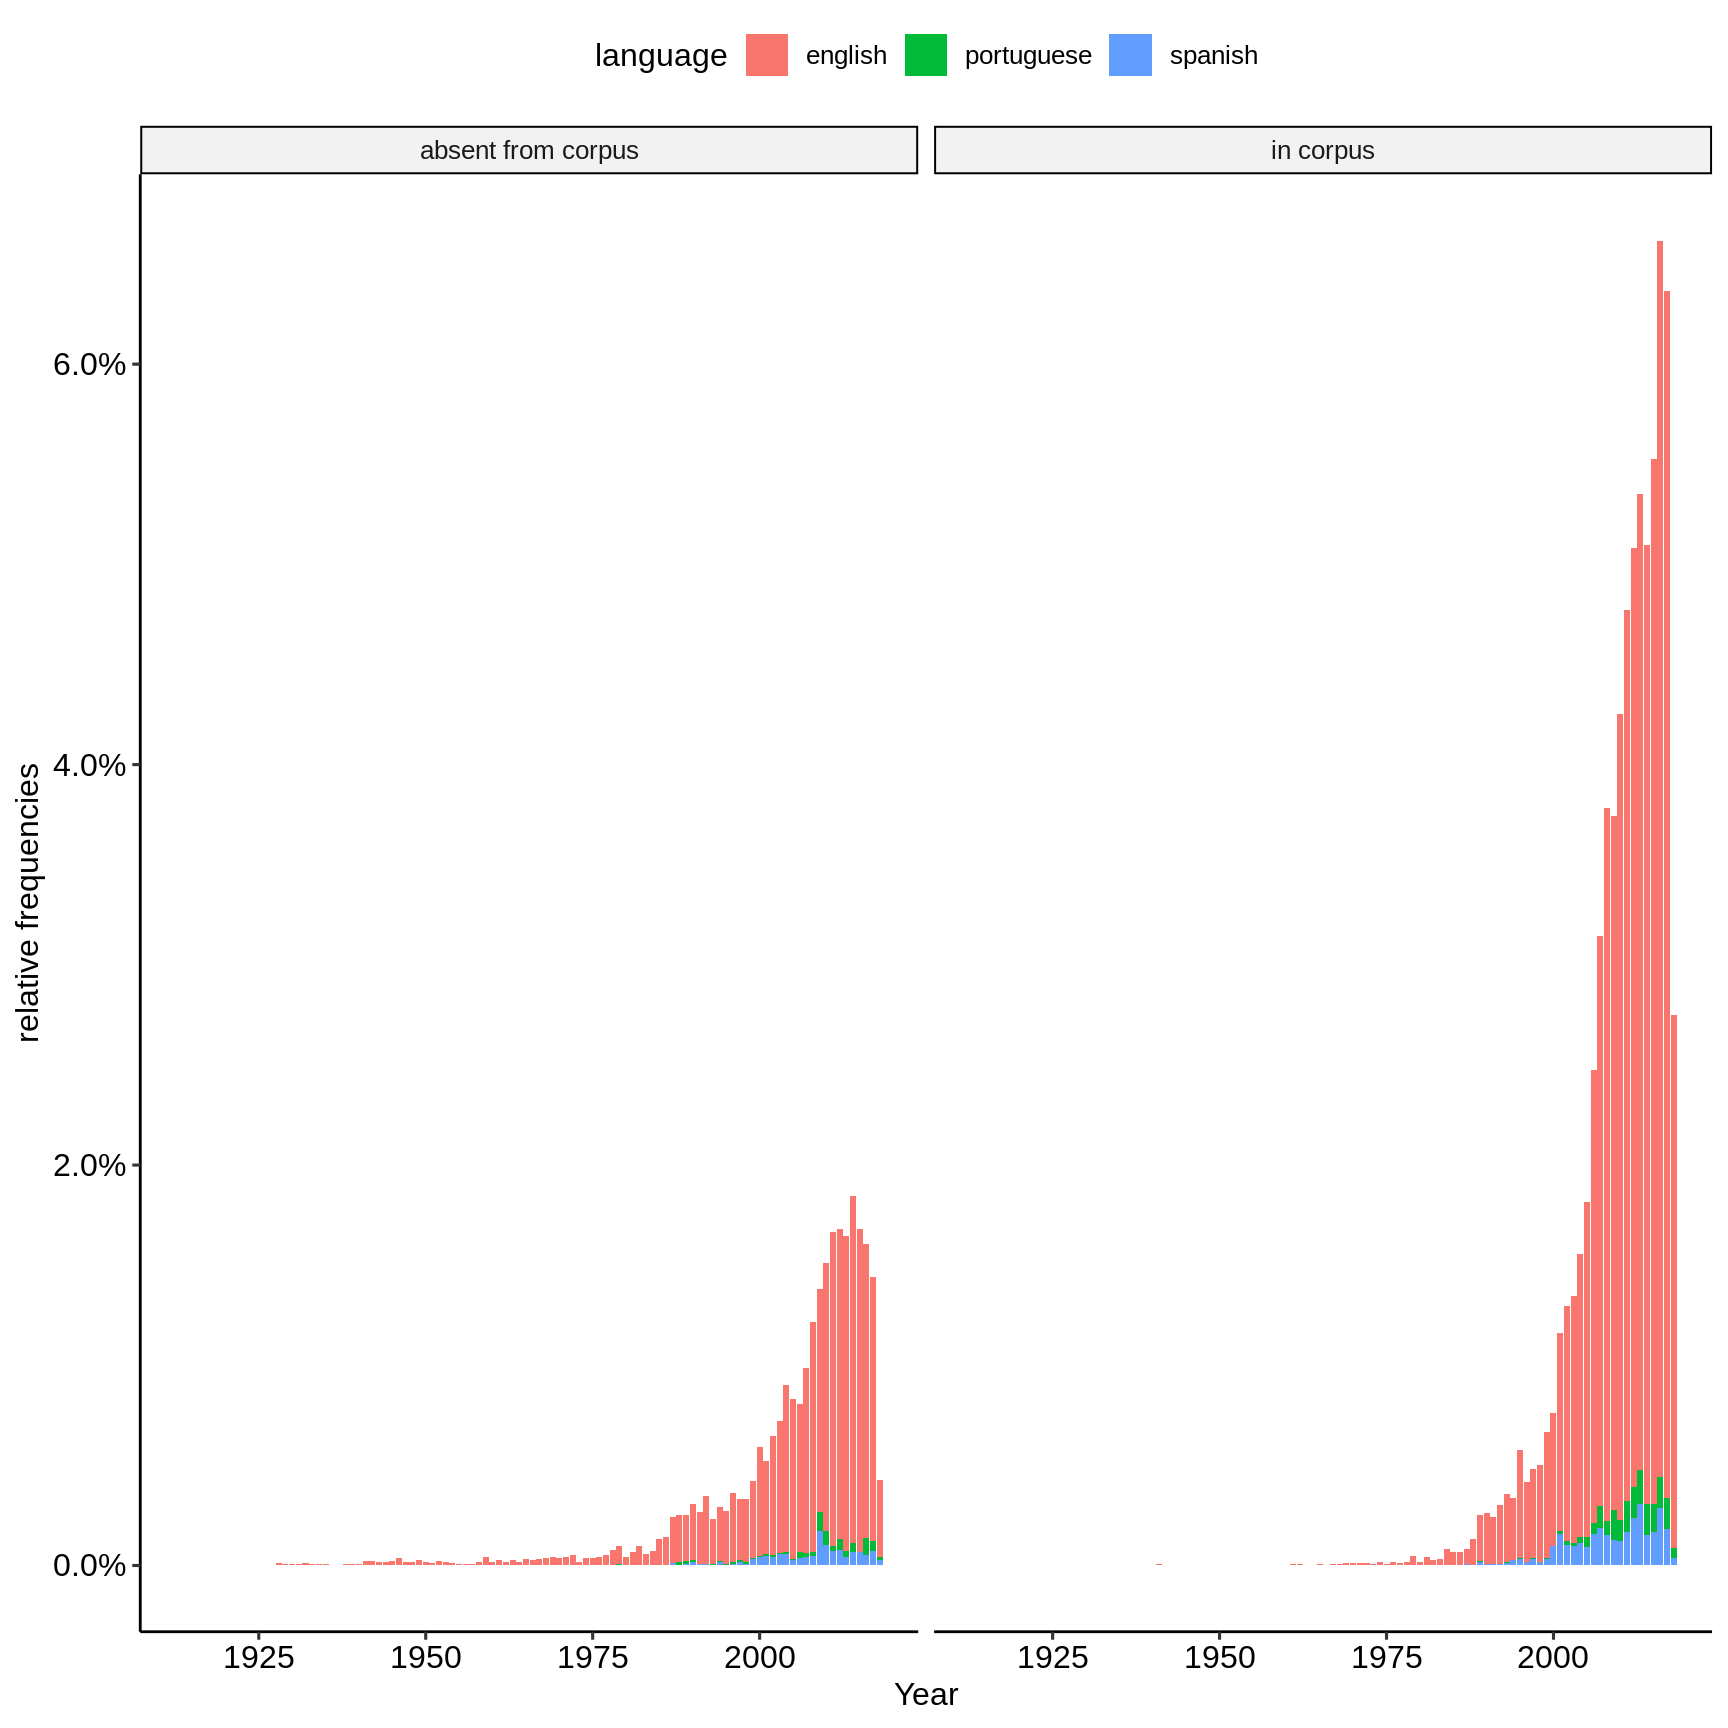 language english portuguese spanish
absent from corpus in corpus
6.0%
4.0%
2.0%
0.0%
relative frequencies
1925 1950 1975 2000 1925 1950 1975 2000
Year